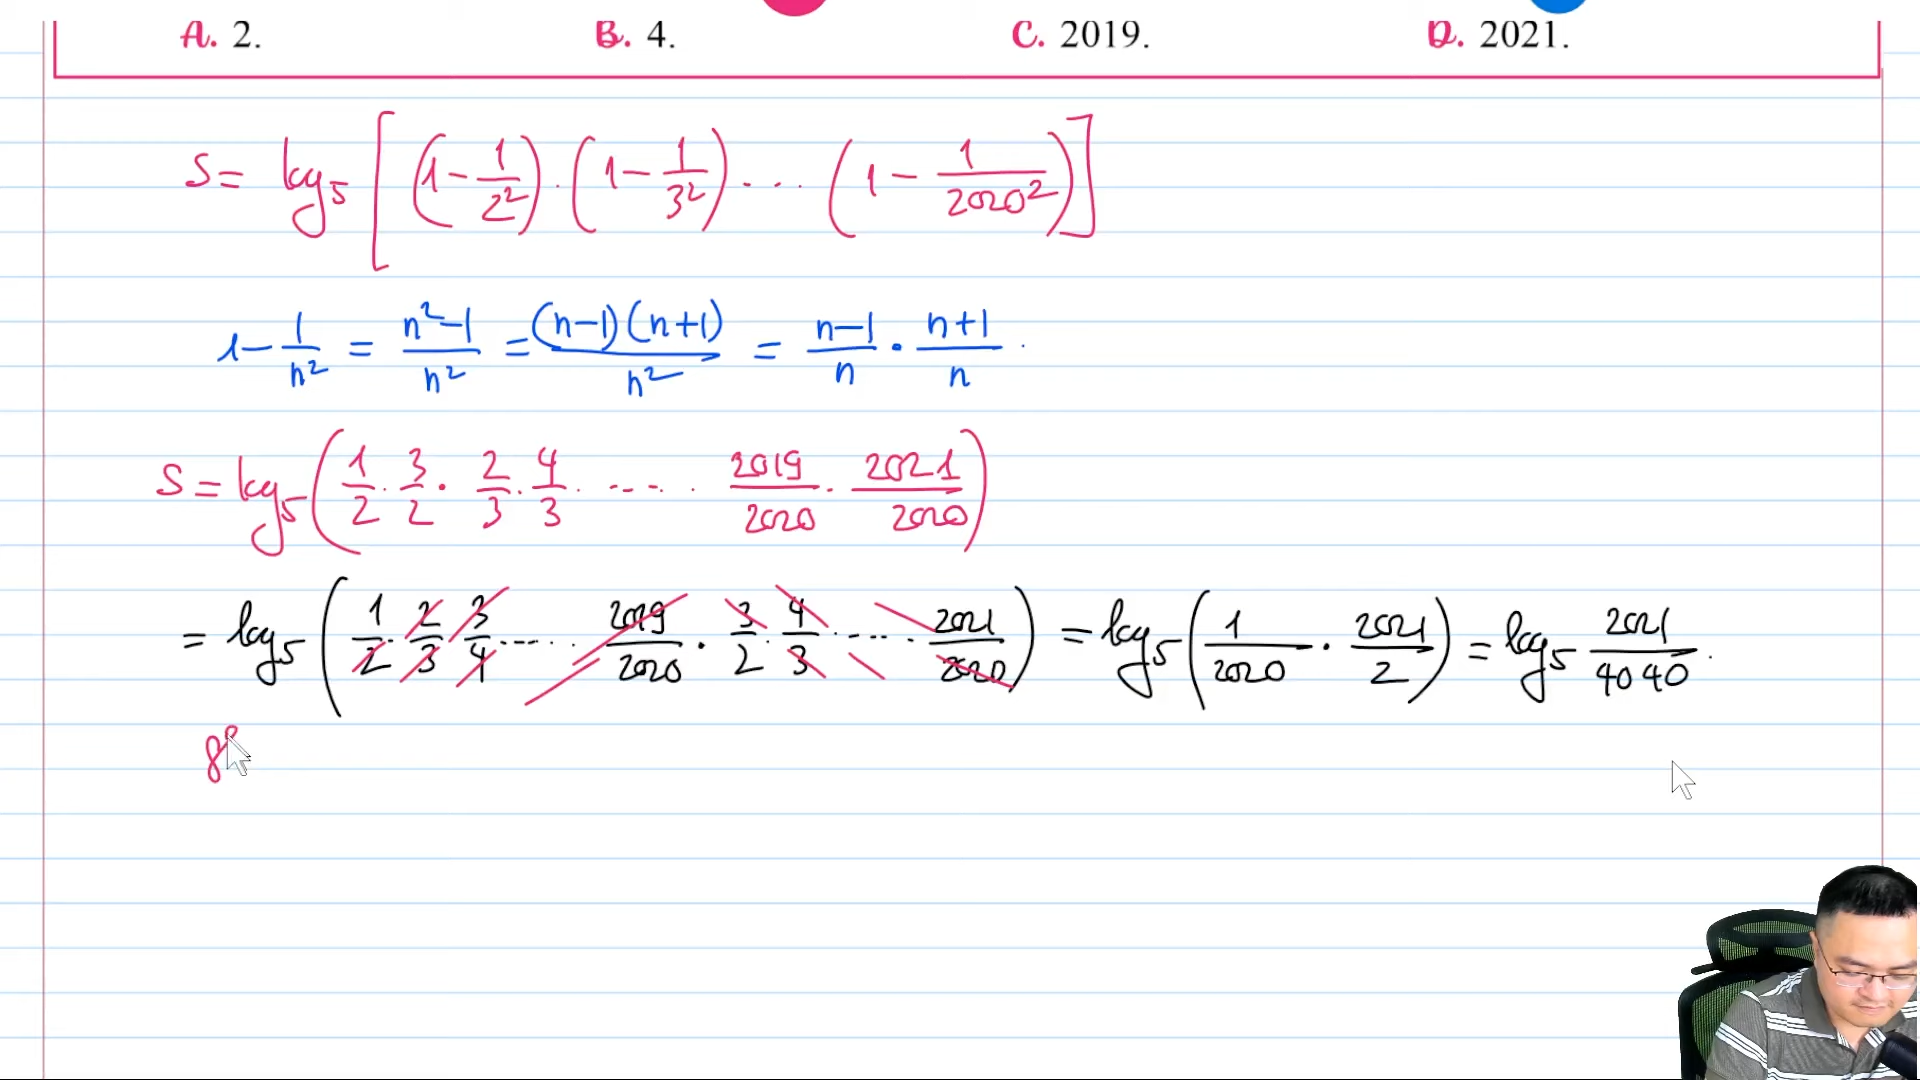 A. 2. B. 4. C. 2019. D. 2021.
S = log₅ [(1 - 1/2²) . (1 - 1/3²) ... (1 - 1/2020²)]
1 - 1/n² = n²-1/n² = (n-1)(n+1)/n² = n-1/n . n+1/n .
S = log₅ (1/2 . 3/2 . 2/3 . 4/3 . .... . 2019/2020 . 2021/2020)
= log₅ (1/2 . 2/3 . 3/4 ..... . 2019/2020 . 3/2 . 4/3 . .... . 2021/2020) = log₅ (1/2020 . 2021/2) = log₅ 2021/4040 .